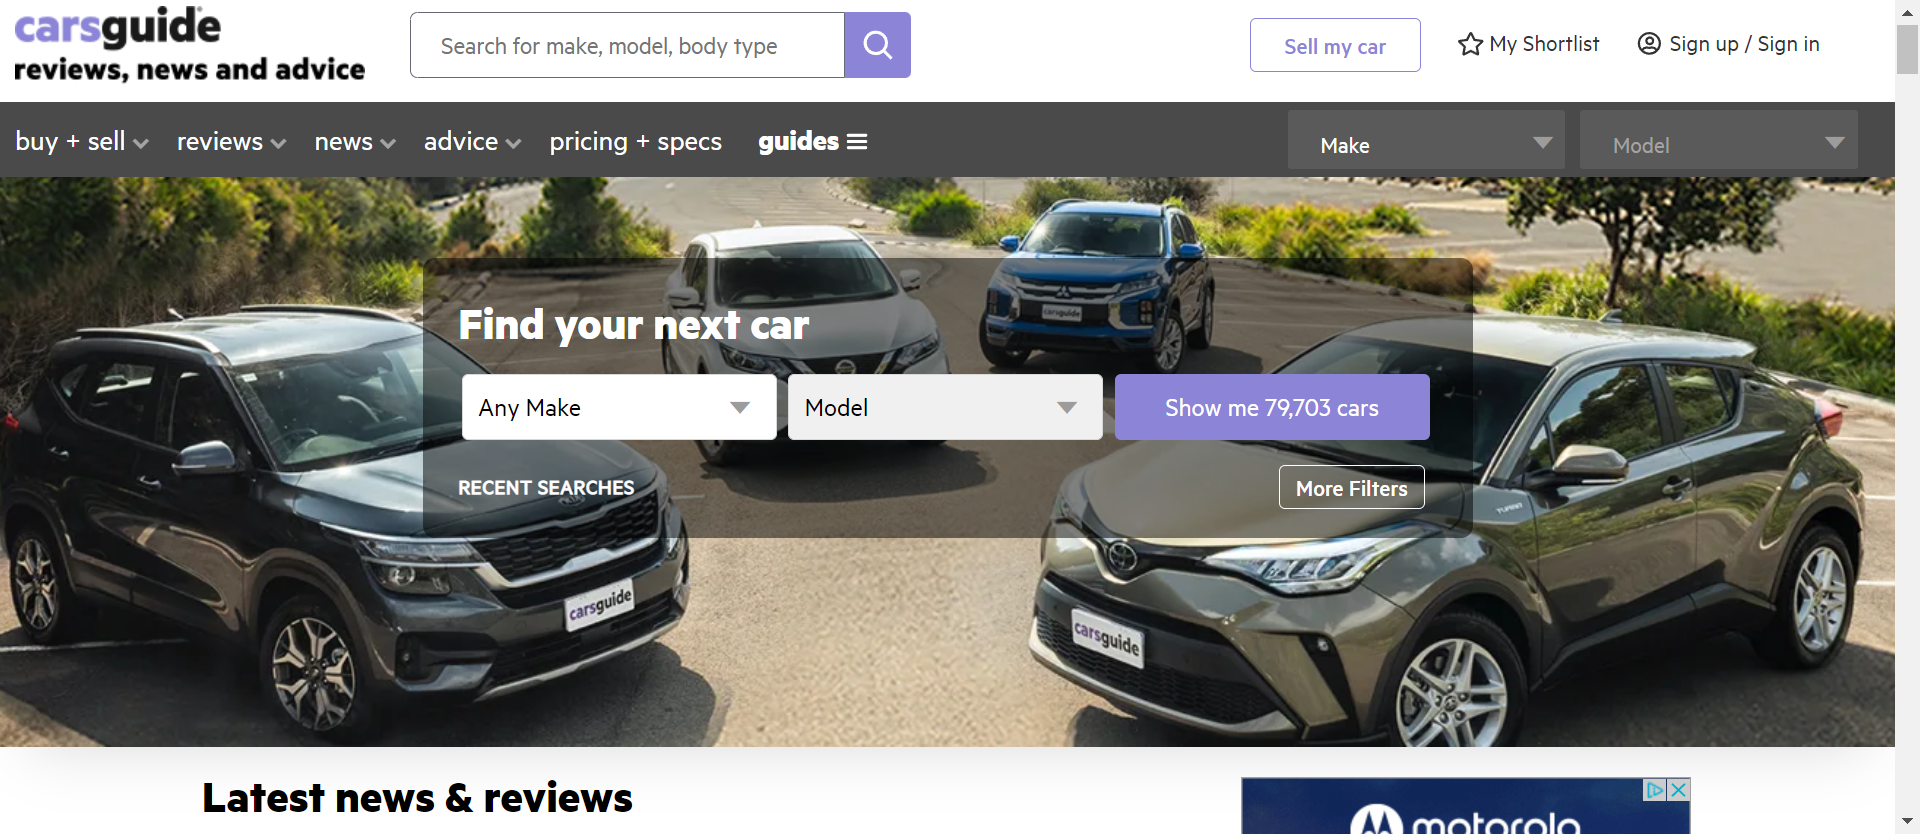 carsguide
reviews, news and advice
Search for make, model, body type
Sell my car
My Shortlist
Sign up / Sign in
buy + sell
reviews
news
advice
pricing + specs
guides
Make
Model
carsguide
Find your next car
Any Make
Model
Show me 79,703 cars
RECENT SEARCHES
More Filters
TURBO
carsguide
carsguide
Latest news & reviews
motorola